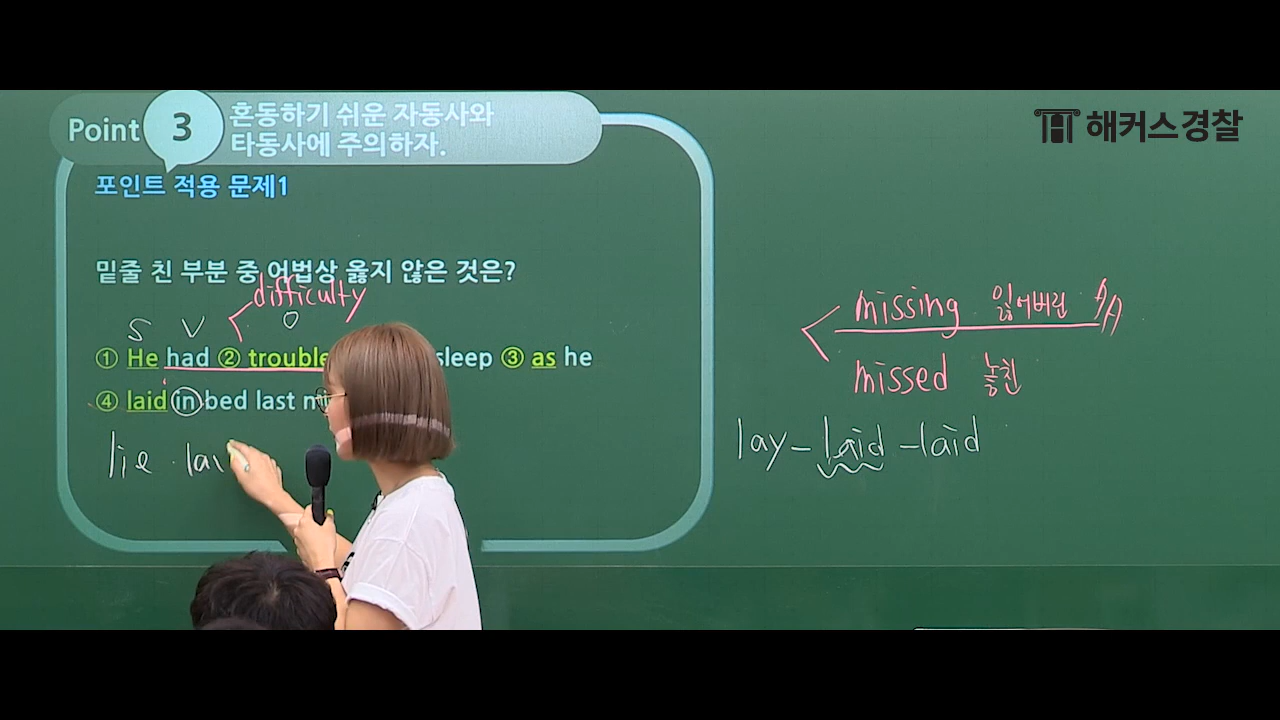 Point 3 혼동하기 쉬운 자동사와
타동사에 주의하자.
해커스경찰
포인트 적용 문제1
밑줄 친 부분 중 어법상 옳지 않은 것은?
difficulty
S V O
① He had ② trouble sleep ③ as he
④ laid in bed last
lie
missing 잃어버린
missed 놓친
lay - laid - laid